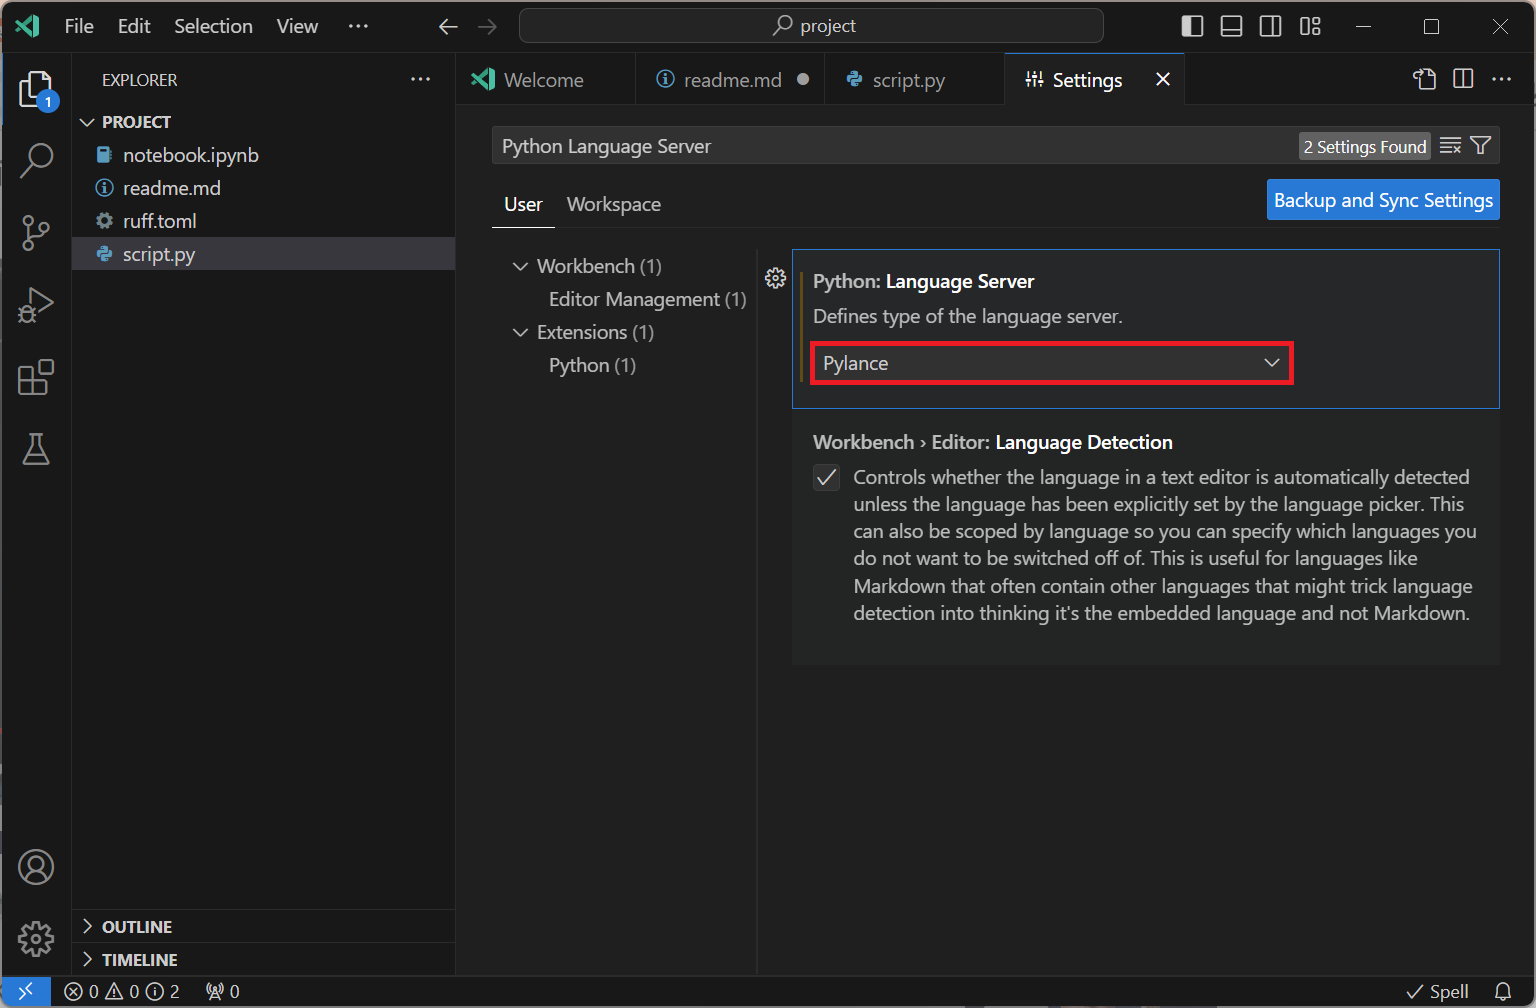 File Edit Selection View ··· project
EXPLORER ···
Welcome readme.md script.py Settings
PROJECT
notebook.ipynb
readme.md
ruff.toml
script.py
1
OUTLINE
TIMELINE
Python Language Server 2 Settings Found
User Workspace Backup and Sync Settings
Workbench (1)
Editor Management (1)
Extensions (1)
Python (1)
Python: Language Server
Defines type of the language server.
Pylance
Workbench › Editor: Language Detection
Controls whether the language in a text editor is automatically detected
unless the language has been explicitly set by the language picker. This
can also be scoped by language so you can specify which languages you
do not want to be switched off of. This is useful for languages like
Markdown that often contain other languages that might trick language
detection into thinking it's the embedded language and not Markdown.
0 0 2 0 Spell